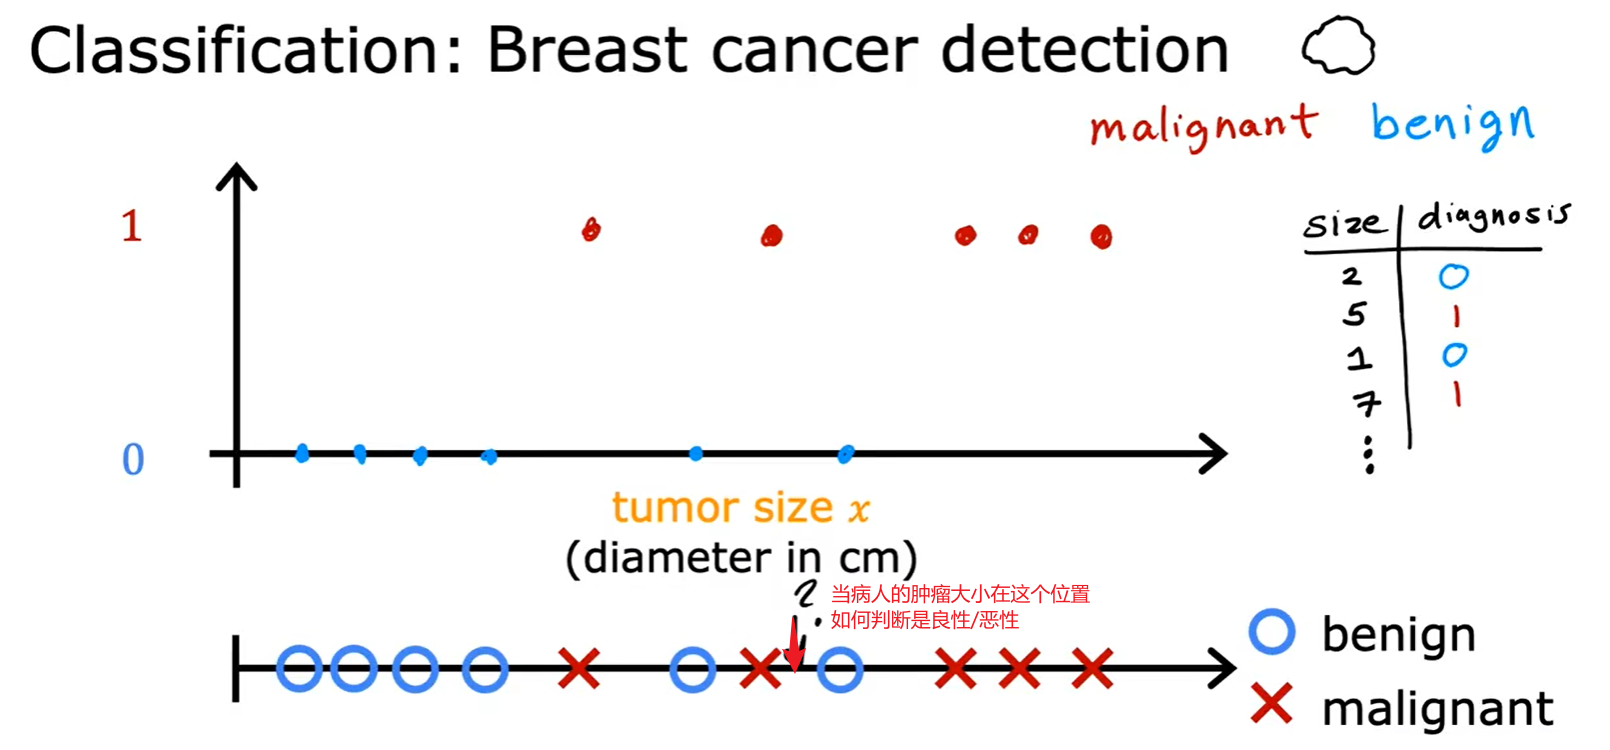 Classification: Breast cancer detection
malignant benign
1
0
size diagnosis
2 0
5 1
1 0
7 1
⋮
tumor size x
(diameter in cm)
?
当病人的肿瘤大小在这个位置
如何判断是良性/恶性
benign
malignant